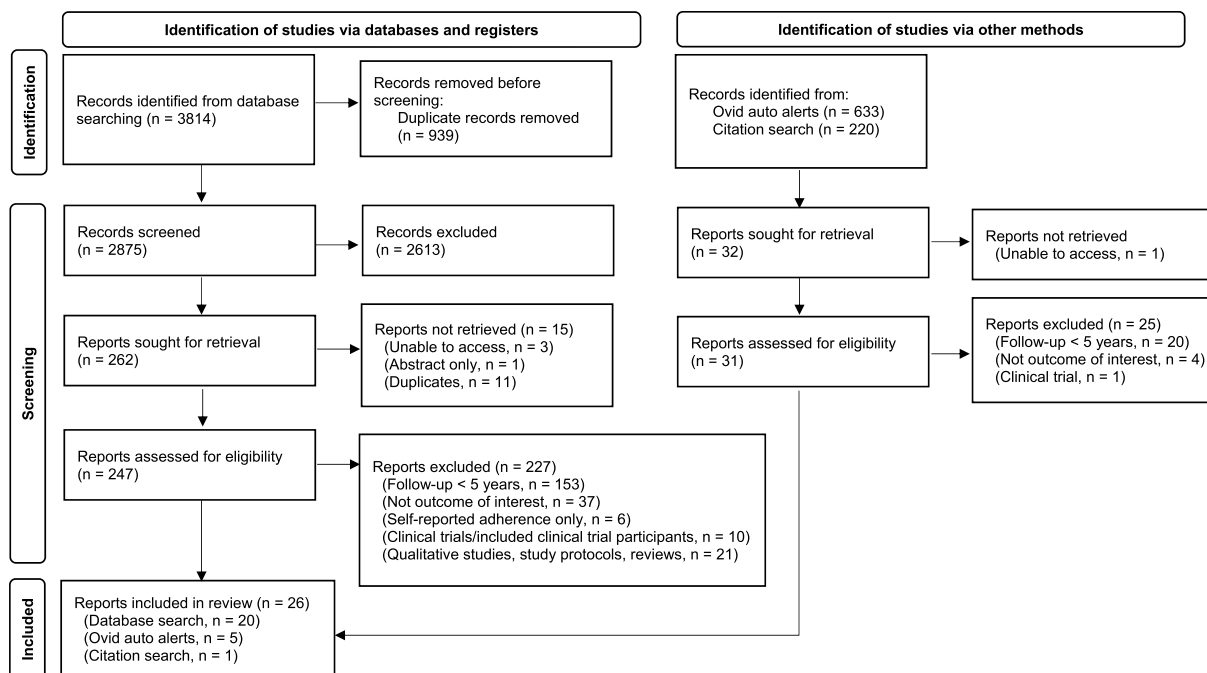 Identification of studies via databases and registers
Identification of studies via other methods
Identification
Records identified from database
searching (n = 3814)
Records removed before
screening:
Duplicate records removed
(n = 939)
Records identified from:
Ovid auto alerts (n = 633)
Citation search (n = 220)
Screening
Records screened
(n = 2875)
Records excluded
(n = 2613)
Reports sought for retrieval
(n = 32)
Reports not retrieved
(Unable to access, n = 1)
Reports sought for retrieval
(n = 262)
Reports not retrieved (n = 15)
(Unable to access, n = 3)
(Abstract only, n = 1)
(Duplicates, n = 11)
Reports assessed for eligibility
(n = 31)
Reports excluded (n = 25)
(Follow-up < 5 years, n = 20)
(Not outcome of interest, n = 4)
(Clinical trial, n = 1)
Reports assessed for eligibility
(n = 247)
Reports excluded (n = 227)
(Follow-up < 5 years, n = 153)
(Not outcome of interest, n = 37)
(Self-reported adherence only, n = 6)
(Clinical trials/included clinical trial participants, n = 10)
(Qualitative studies, study protocols, reviews, n = 21)
Included
Reports included in review (n = 26)
(Database search, n = 20)
(Ovid auto alerts, n = 5)
(Citation search, n = 1)